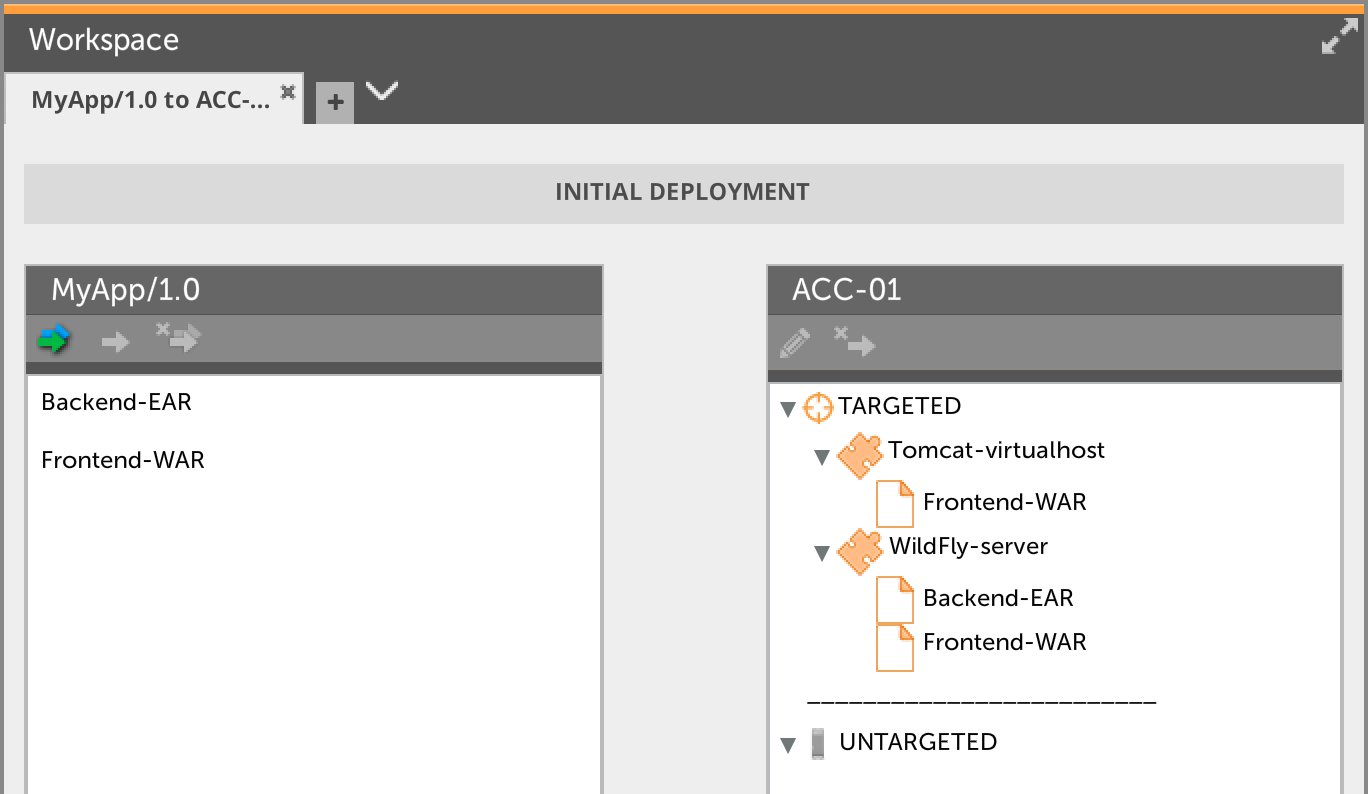 Workspace
MyApp/1.0 to ACC-...
INITIAL DEPLOYMENT
MyApp/1.0
Backend-EAR
Frontend-WAR
ACC-01
TARGETED
Tomcat-virtualhost
Frontend-WAR
WildFly-server
Backend-EAR
Frontend-WAR
UNTARGETED